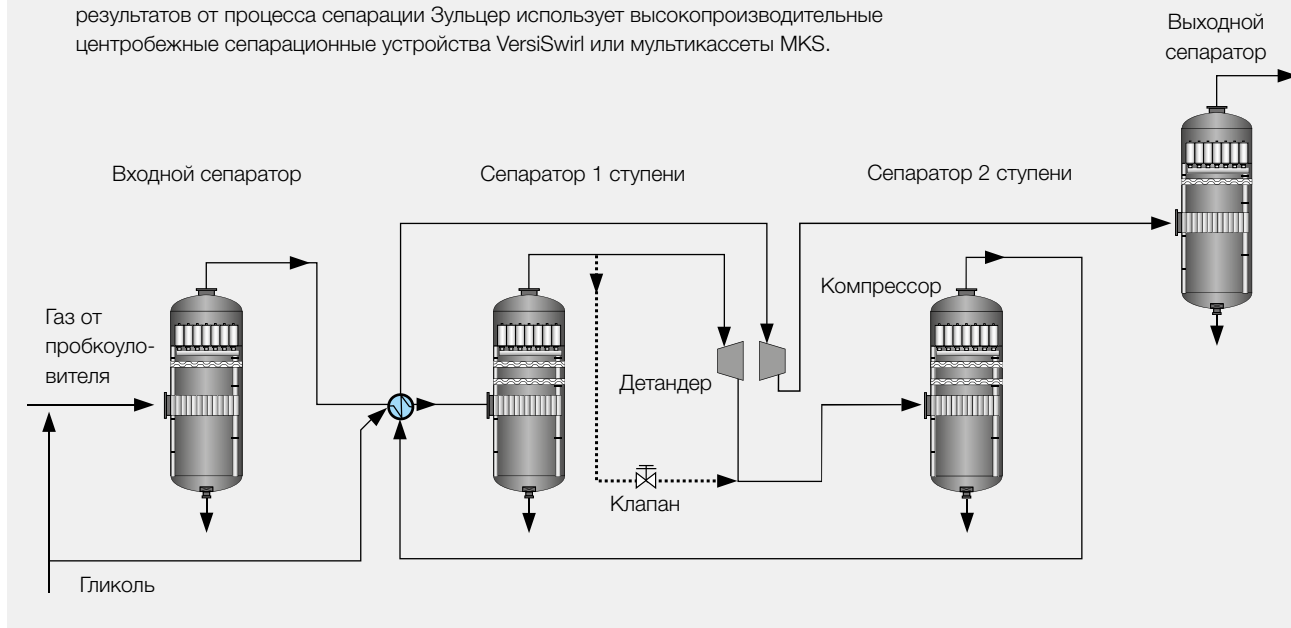 результатов от процесса сепарации Зульцер использует высокопроизводительные
центробежные сепарационные устройства VersiSwirl или мультикассеты MKS.
Выходной
сепаратор
Входной сепаратор
Сепаратор 1 ступени
Сепаратор 2 ступени
Компрессор
Газ от
пробкоуло-
вителя
Детандер
Клапан
Гликоль